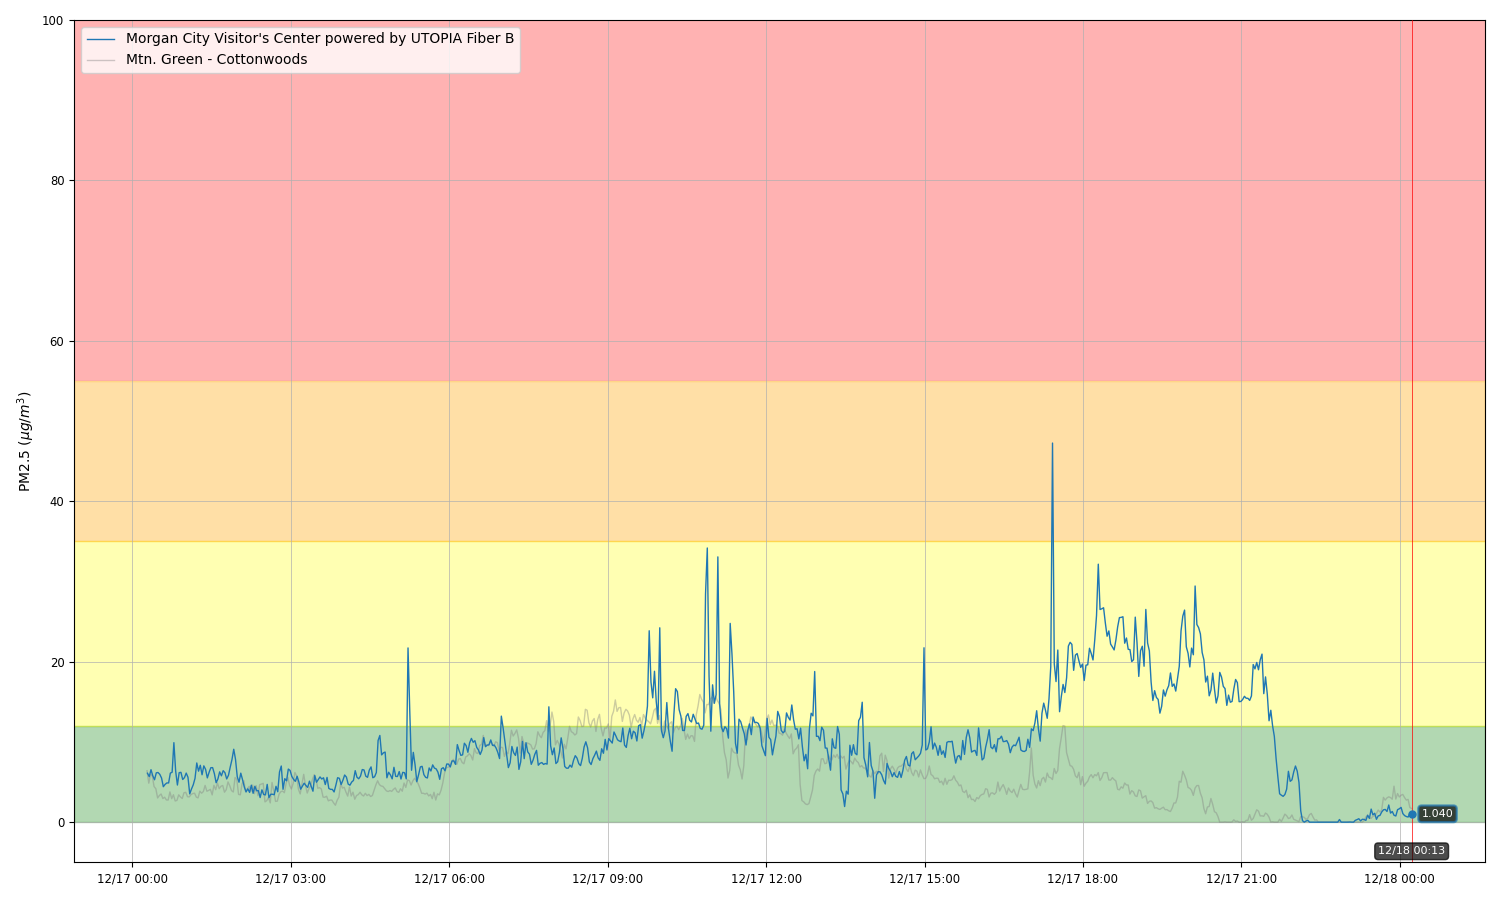 100
Morgan City Visitor's Center powered by UTOPIA Fiber B
Mtn. Green - Cottonwoods
80
60
PM2.5 (μg/m³)
40
20
1.040
0
12/18 00:13
12/17 00:00 12/17 03:00 12/17 06:00 12/17 09:00 12/17 12:00 12/17 15:00 12/17 18:00 12/17 21:00 12/18 00:00